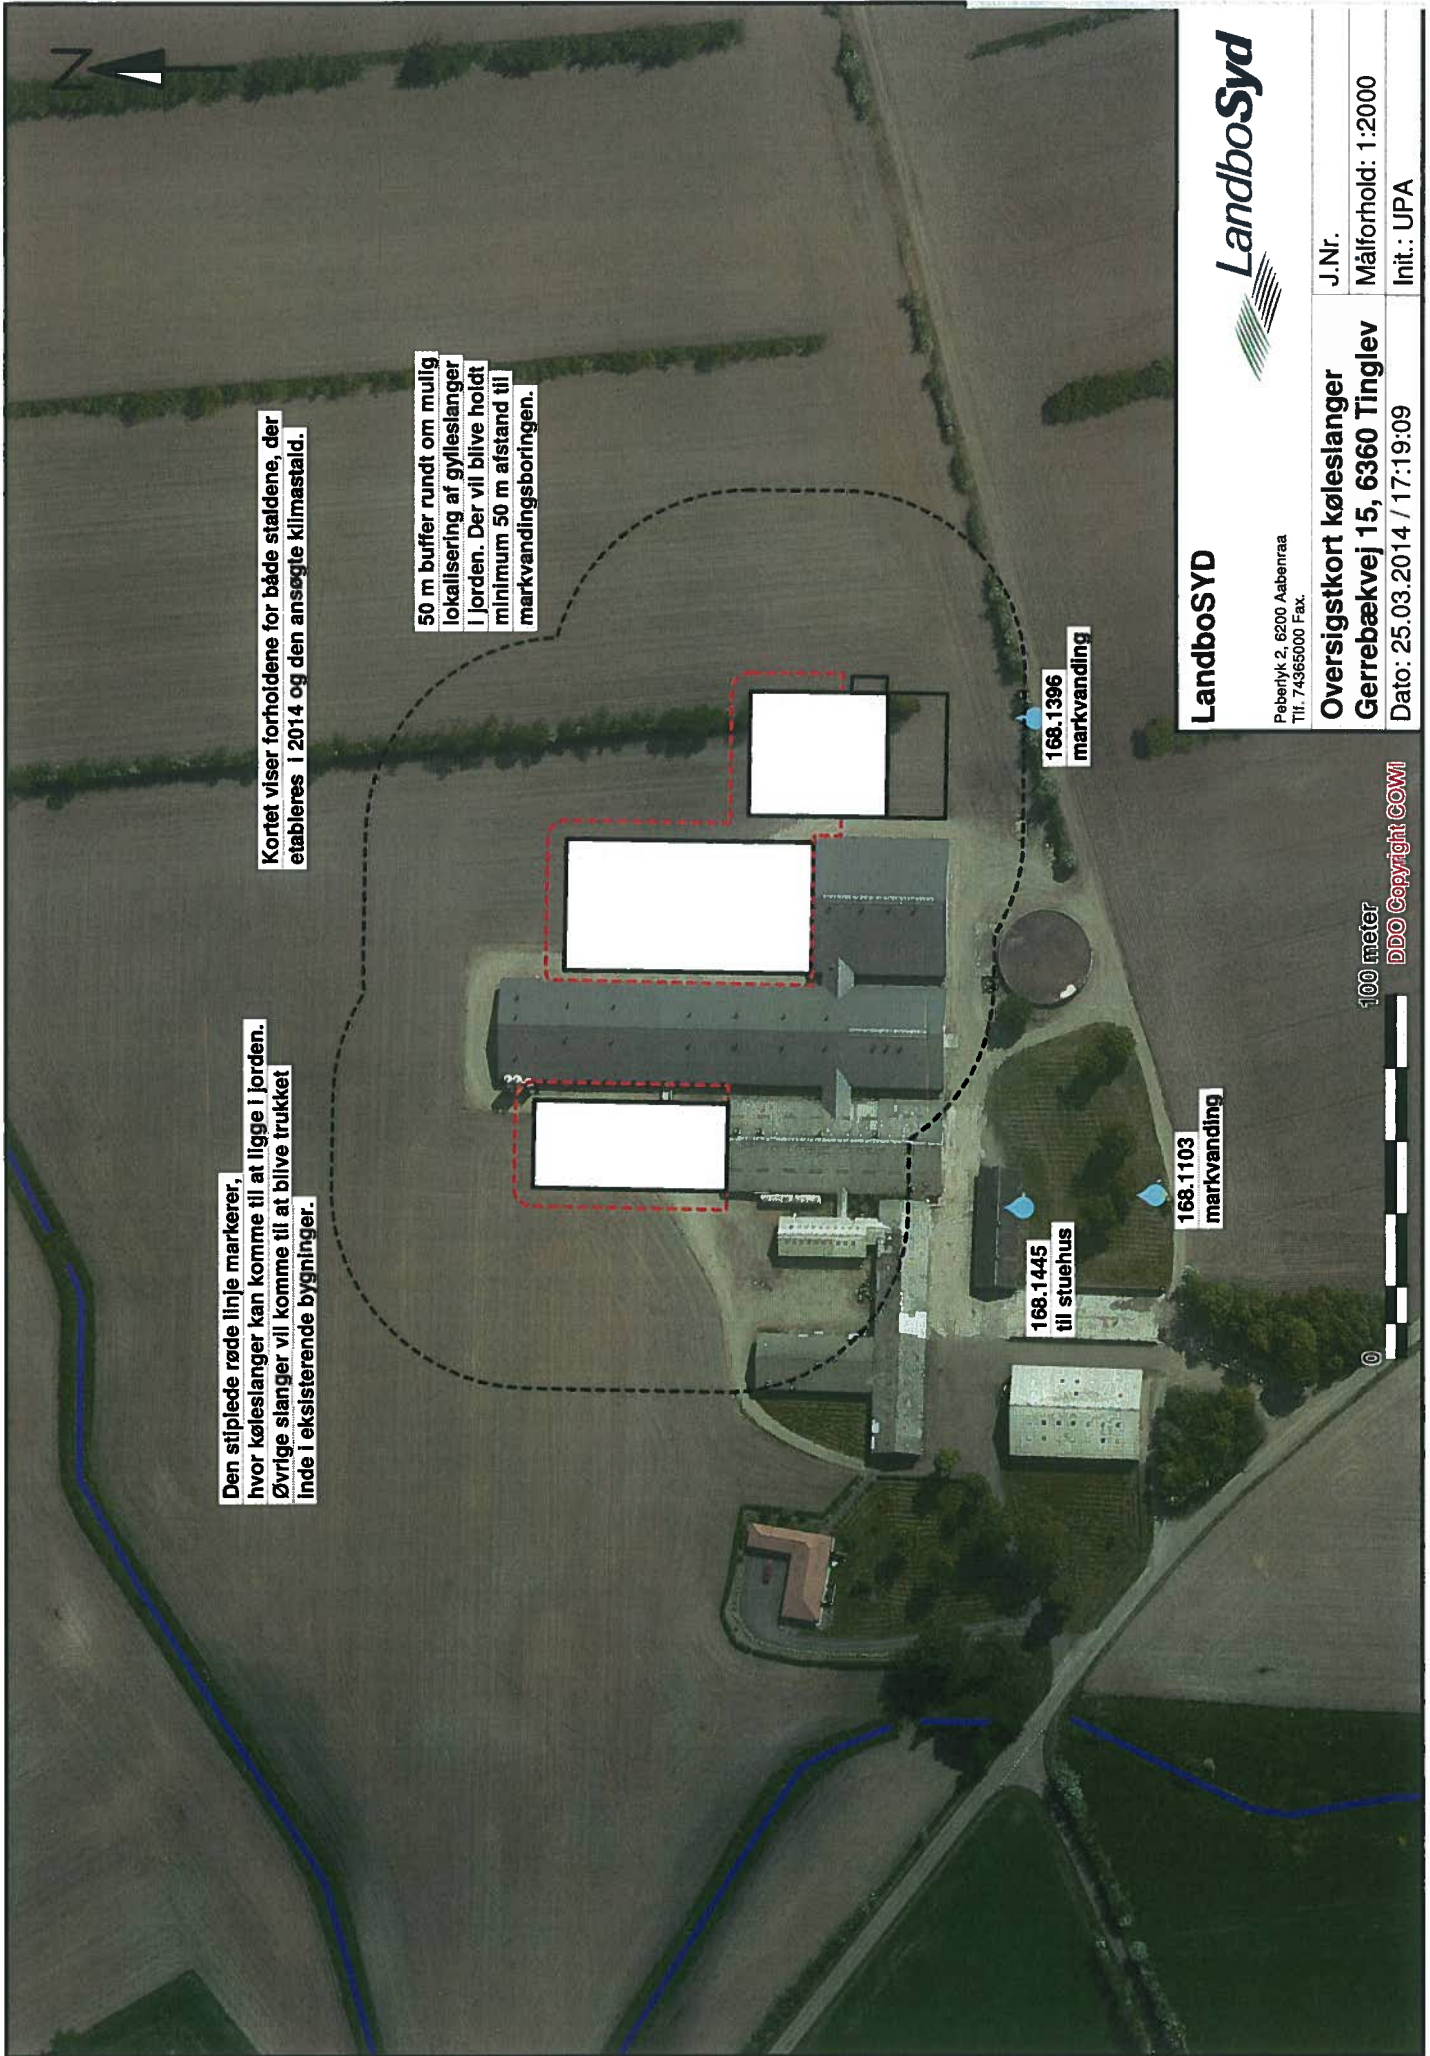 N
Den stiplede røde linje markerer,
hvor køleslanger kan komme til at ligge i jorden.
Øvrige slanger vil komme til at blive trukket
inde i eksisterende bygninger.
Kortet viser forholdene for både staldene, der
etableres i 2014 og den ansøgte klimastald.
50 m buffer rundt om mulig
lokalisering af gylleslanger
i jorden. Der vil blive holdt
minimum 50 m afstand til
markvandingsboringen.
168.1445
til stuehus
168.1103
markvanding
168.1396
markvanding
0
100 meter
DDO Copyright COWI
LandboSYD
LandboSyd
Peberlyk 2, 6200 Aabenraa
Tlf. 74365000 Fax.
Oversigstkort køleslanger
Gerrebækvej 15, 6360 Tinglev
J.Nr.
Målforhold: 1:2000
Dato: 25.03.2014 / 17:19:09
Init.: UPA